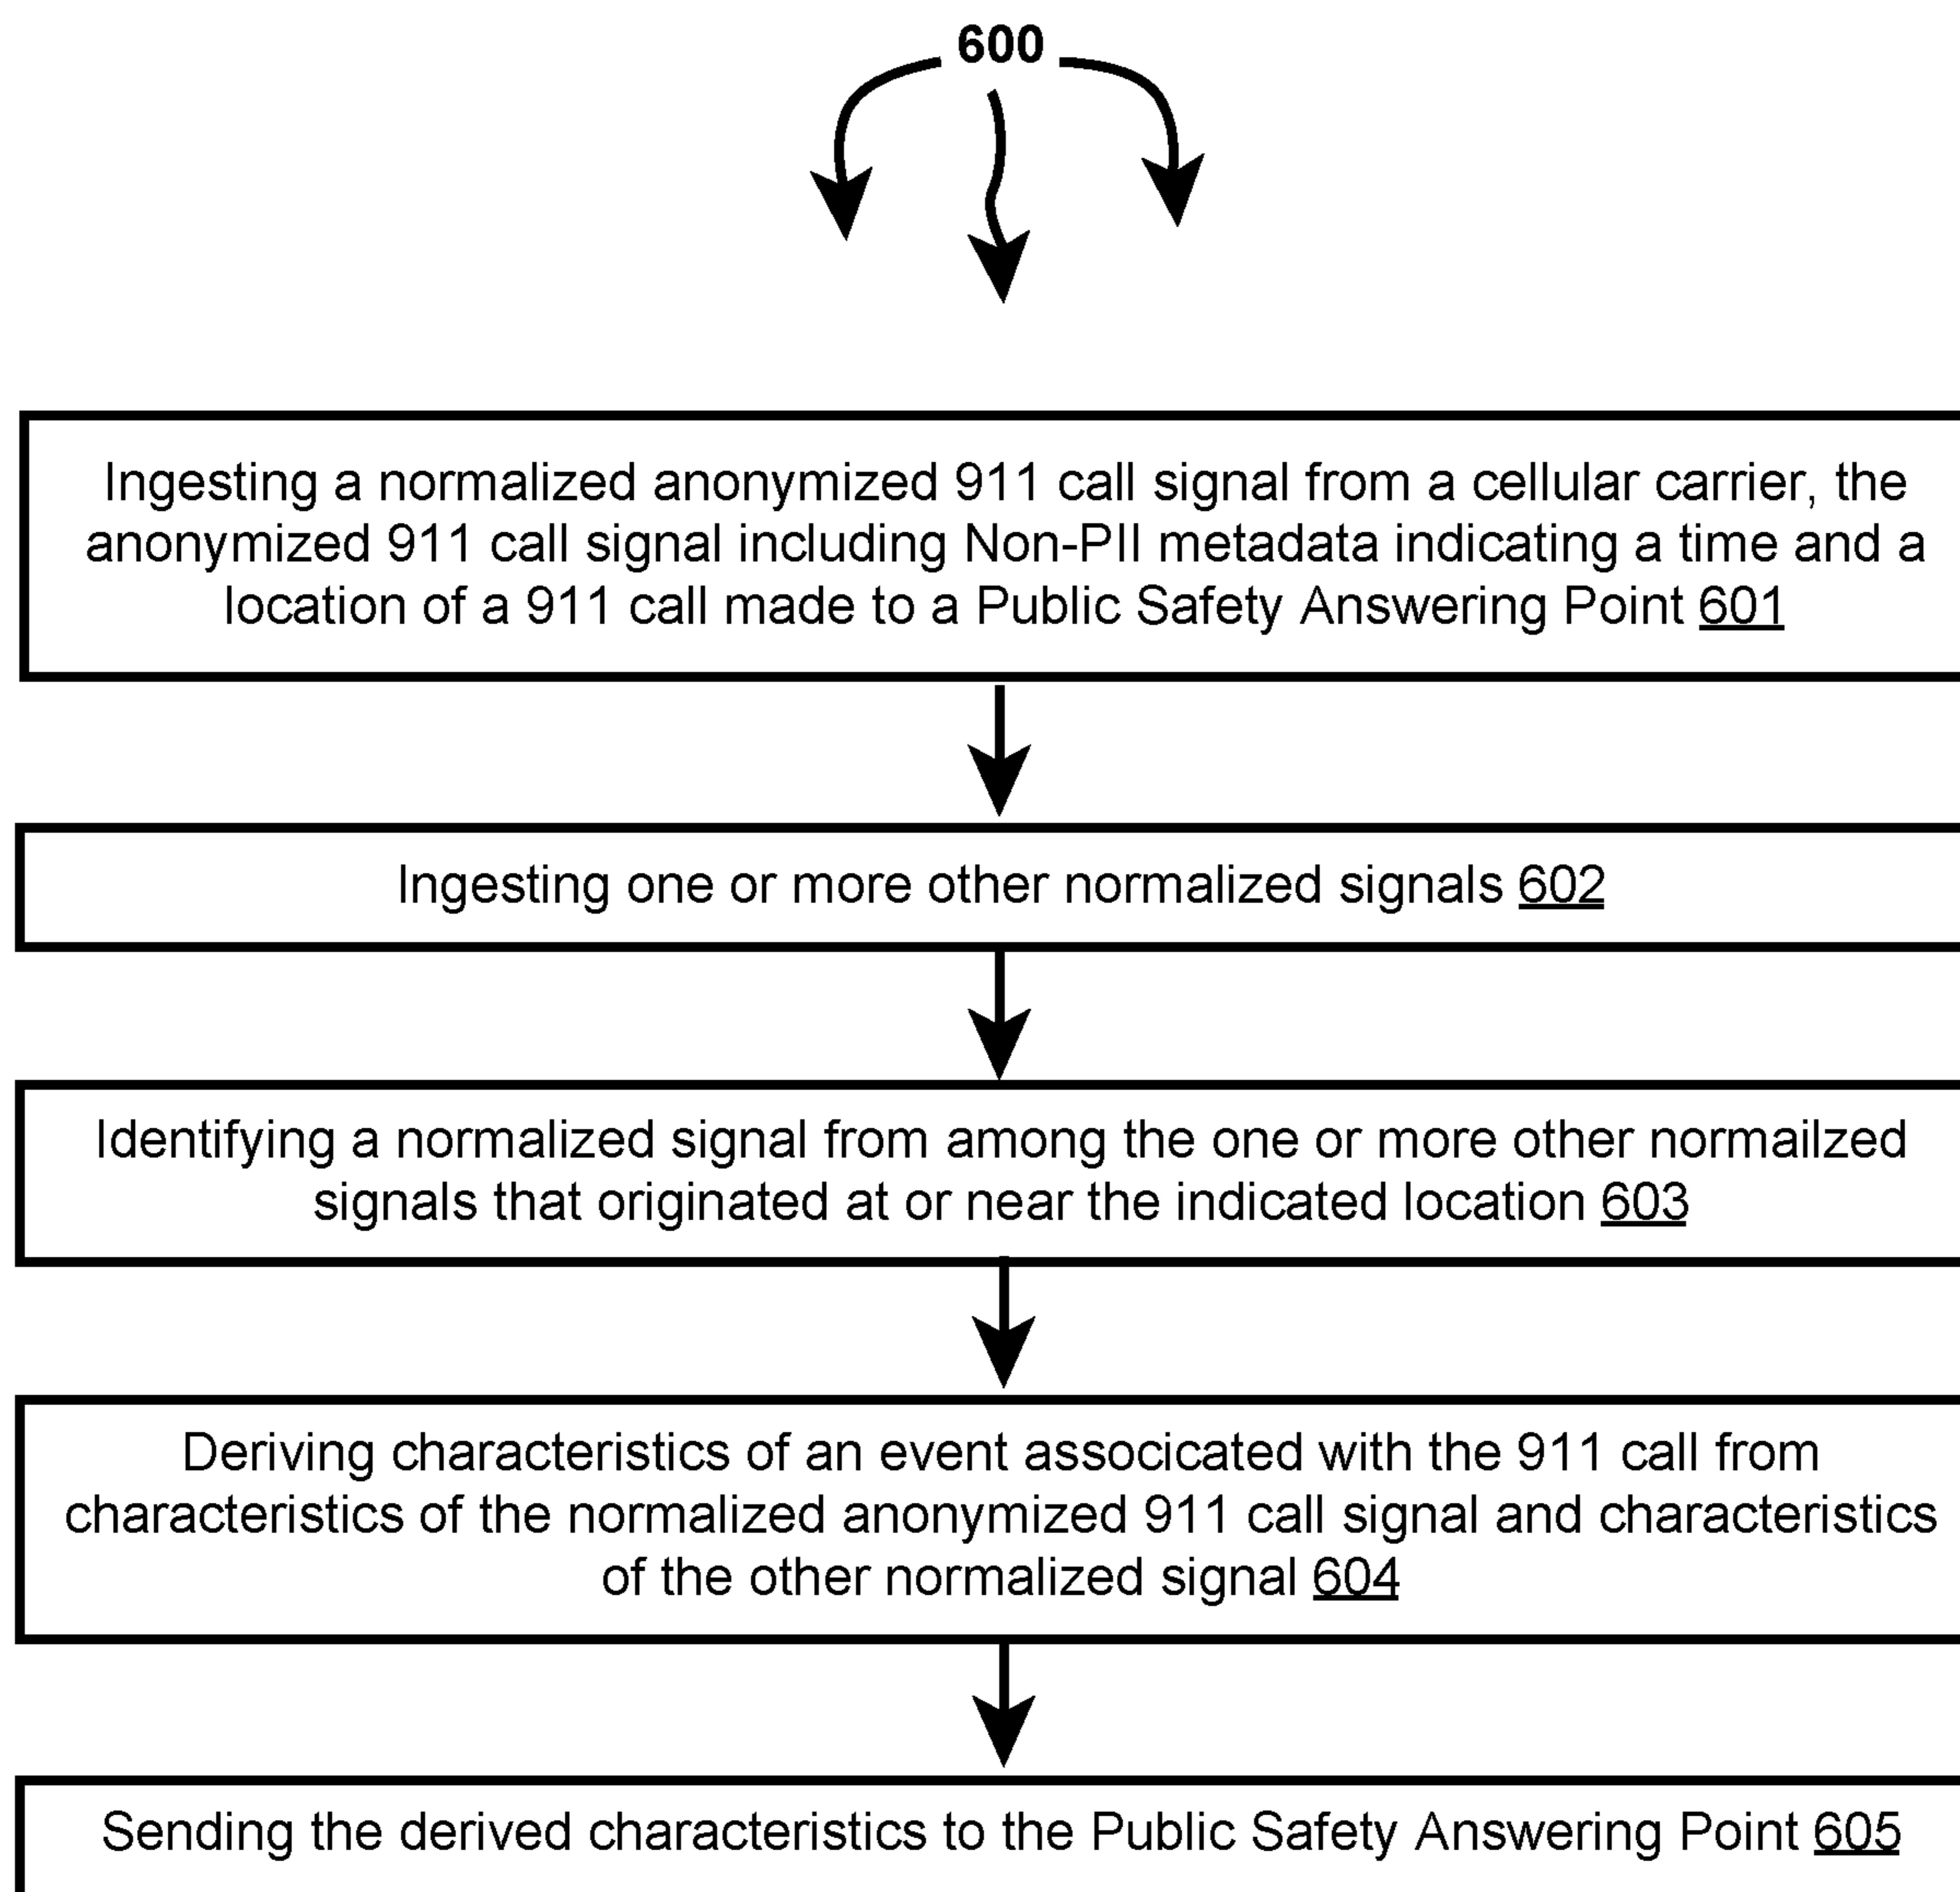 600
Ingesting a normalized anonymized 911 call signal from a cellular carrier, the
anonymized 911 call signal including Non-PII metadata indicating a time and a
location of a 911 call made to a Public Safety Answering Point 601
Ingesting one or more other normalized signals 602
Identifying a normalized signal from among the one or more other normailzed
signals that originated at or near the indicated location 603
Deriving characteristics of an event associcated with the 911 call from
characteristics of the normalized anonymized 911 call signal and characteristics
of the other normalized signal 604
Sending the derived characteristics to the Public Safety Answering Point 605